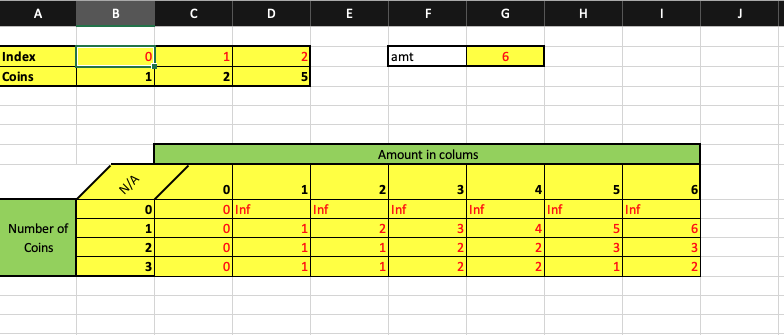 A B C D E F G H I J
Index 0 1 2 amt 6
Coins 1 2 5
Amount in colums
N/A 0 1 2 3 4 5 6
0 0 Inf Inf Inf Inf Inf Inf
Number of 1 0 1 2 3 4 5 6
Coins 2 0 1 1 2 2 3 3
3 0 1 1 2 2 1 2